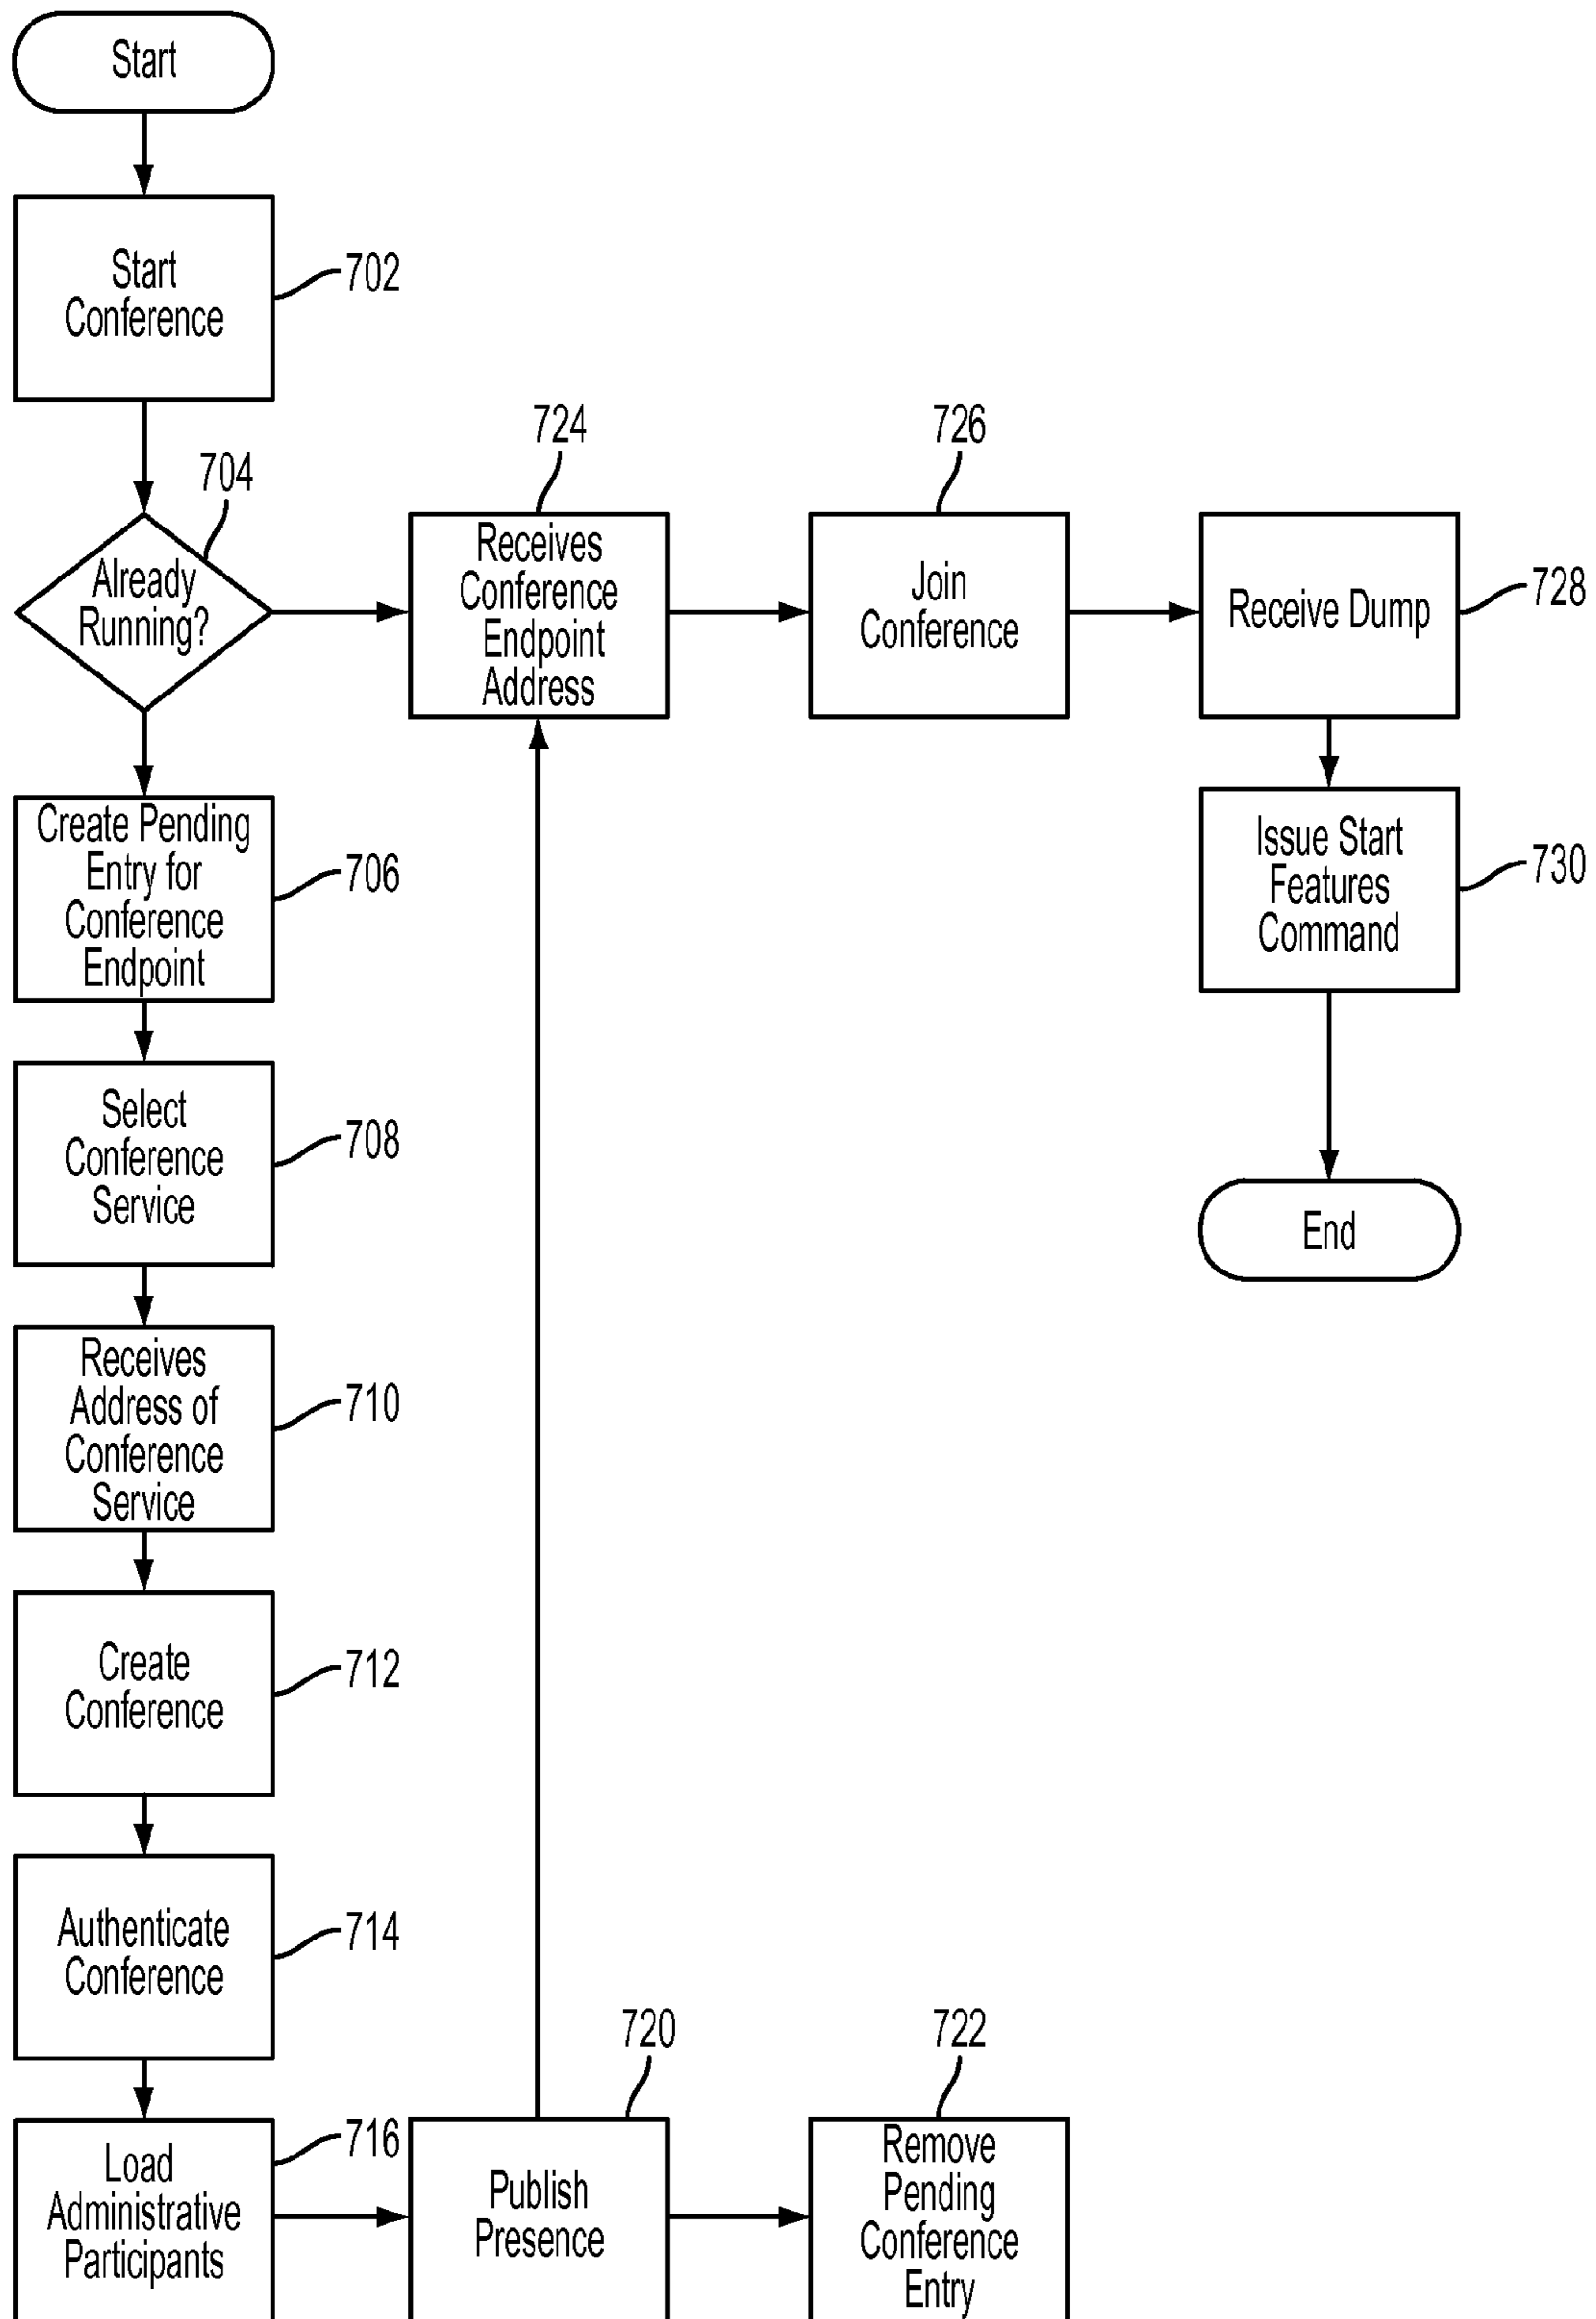 Start
Start
Conference
702
704
Already
Running?
724
Receives
Conference
Endpoint
Address
726
Join
Conference
Receive Dump
728
Create Pending
Entry for
Conference
Endpoint
706
Issue Start
Features
Command
730
Select
Conference
Service
708
End
Receives
Address of
Conference
Service
710
Create
Conference
712
Authenticate
Conference
714
Load
Administrative
Participants
716
720
Publish
Presence
722
Remove
Pending
Conference
Entry